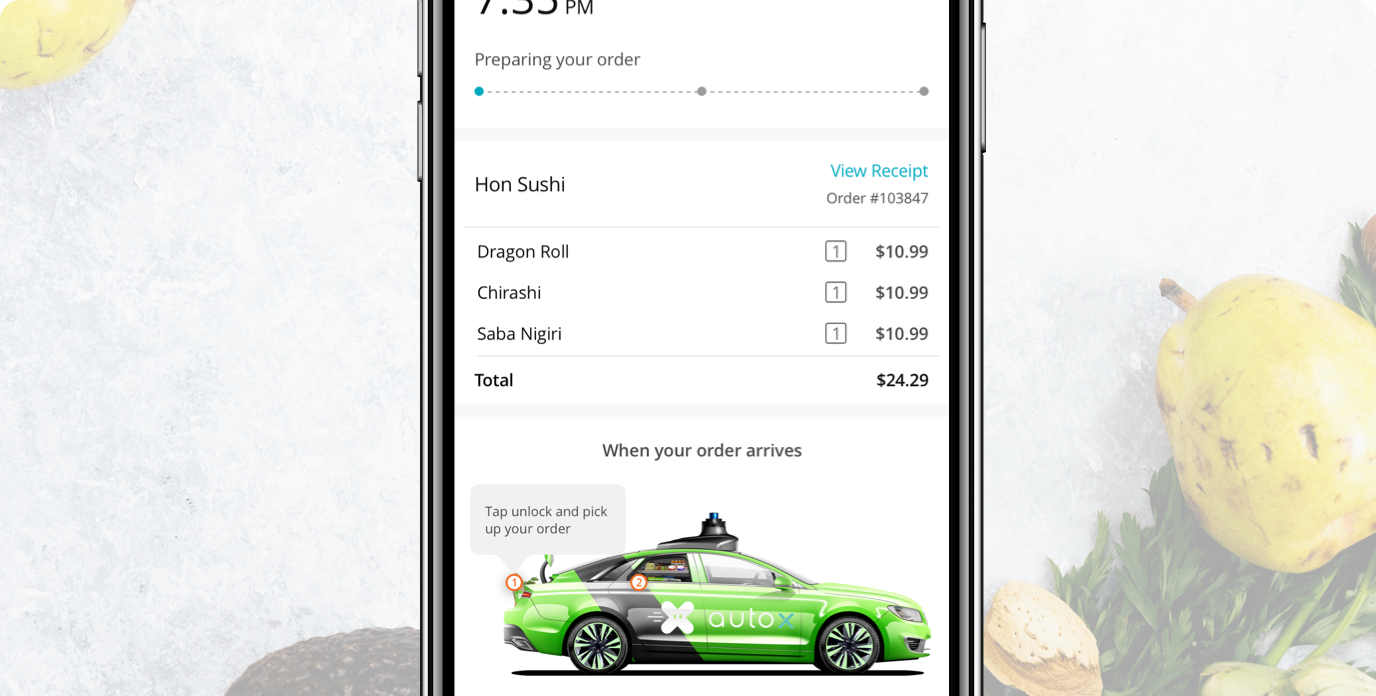 7:35 PM
Preparing your order
View Receipt
Hon Sushi
Order #103847
Dragon Roll 1 $10.99
Chirashi 1 $10.99
Saba Nigiri 1 $10.99
Total $24.29
When your order arrives
Tap unlock and pick
up your order
1 2
autox